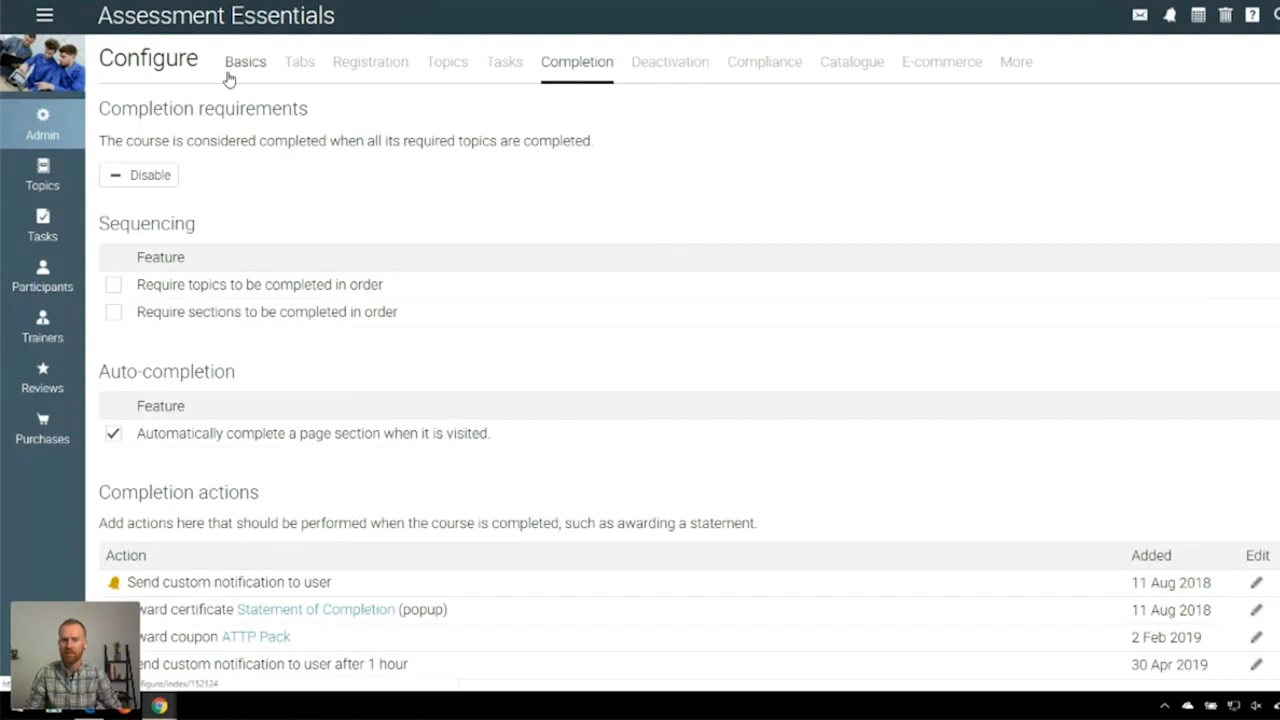 Assessment Essentials
Configure Basics Tabs Registration Topics Tasks Completion Deactivation Compliance Catalogue E-commerce More
Completion requirements
The course is considered completed when all its required topics are completed.
Disable
Sequencing
Feature
Require topics to be completed in order
Require sections to be completed in order
Auto-completion
Feature
Automatically complete a page section when it is visited.
Completion actions
Add actions here that should be performed when the course is completed, such as awarding a statement.
Action Added Edit
Send custom notification to user 11 Aug 2018
ward certificate Statement of Completion (popup) 11 Aug 2018
ward coupon ATTP Pack 2 Feb 2019
end custom notification to user after 1 hour 30 Apr 2019
figure/index/152124
Admin
Topics
Tasks
Participants
Trainers
Reviews
Purchases